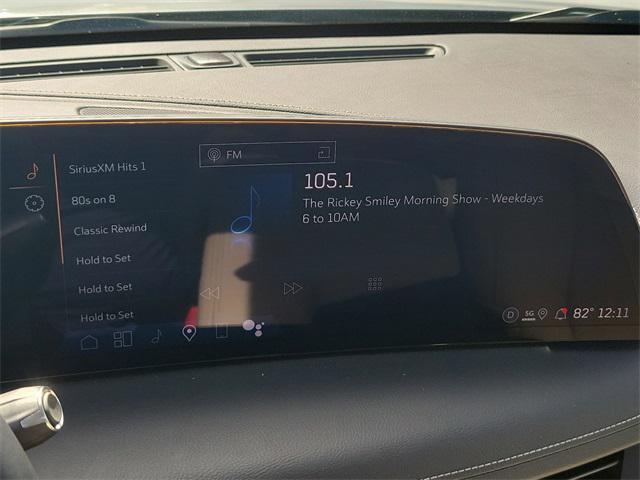 SiriusXM Hits 1
80s on 8
Classic Rewind
Hold to Set
Hold to Set
Hold to Set
FM
105.1
The Rickey Smiley Morning Show - Weekdays
6 to 10AM
D 5G 82° 12:11